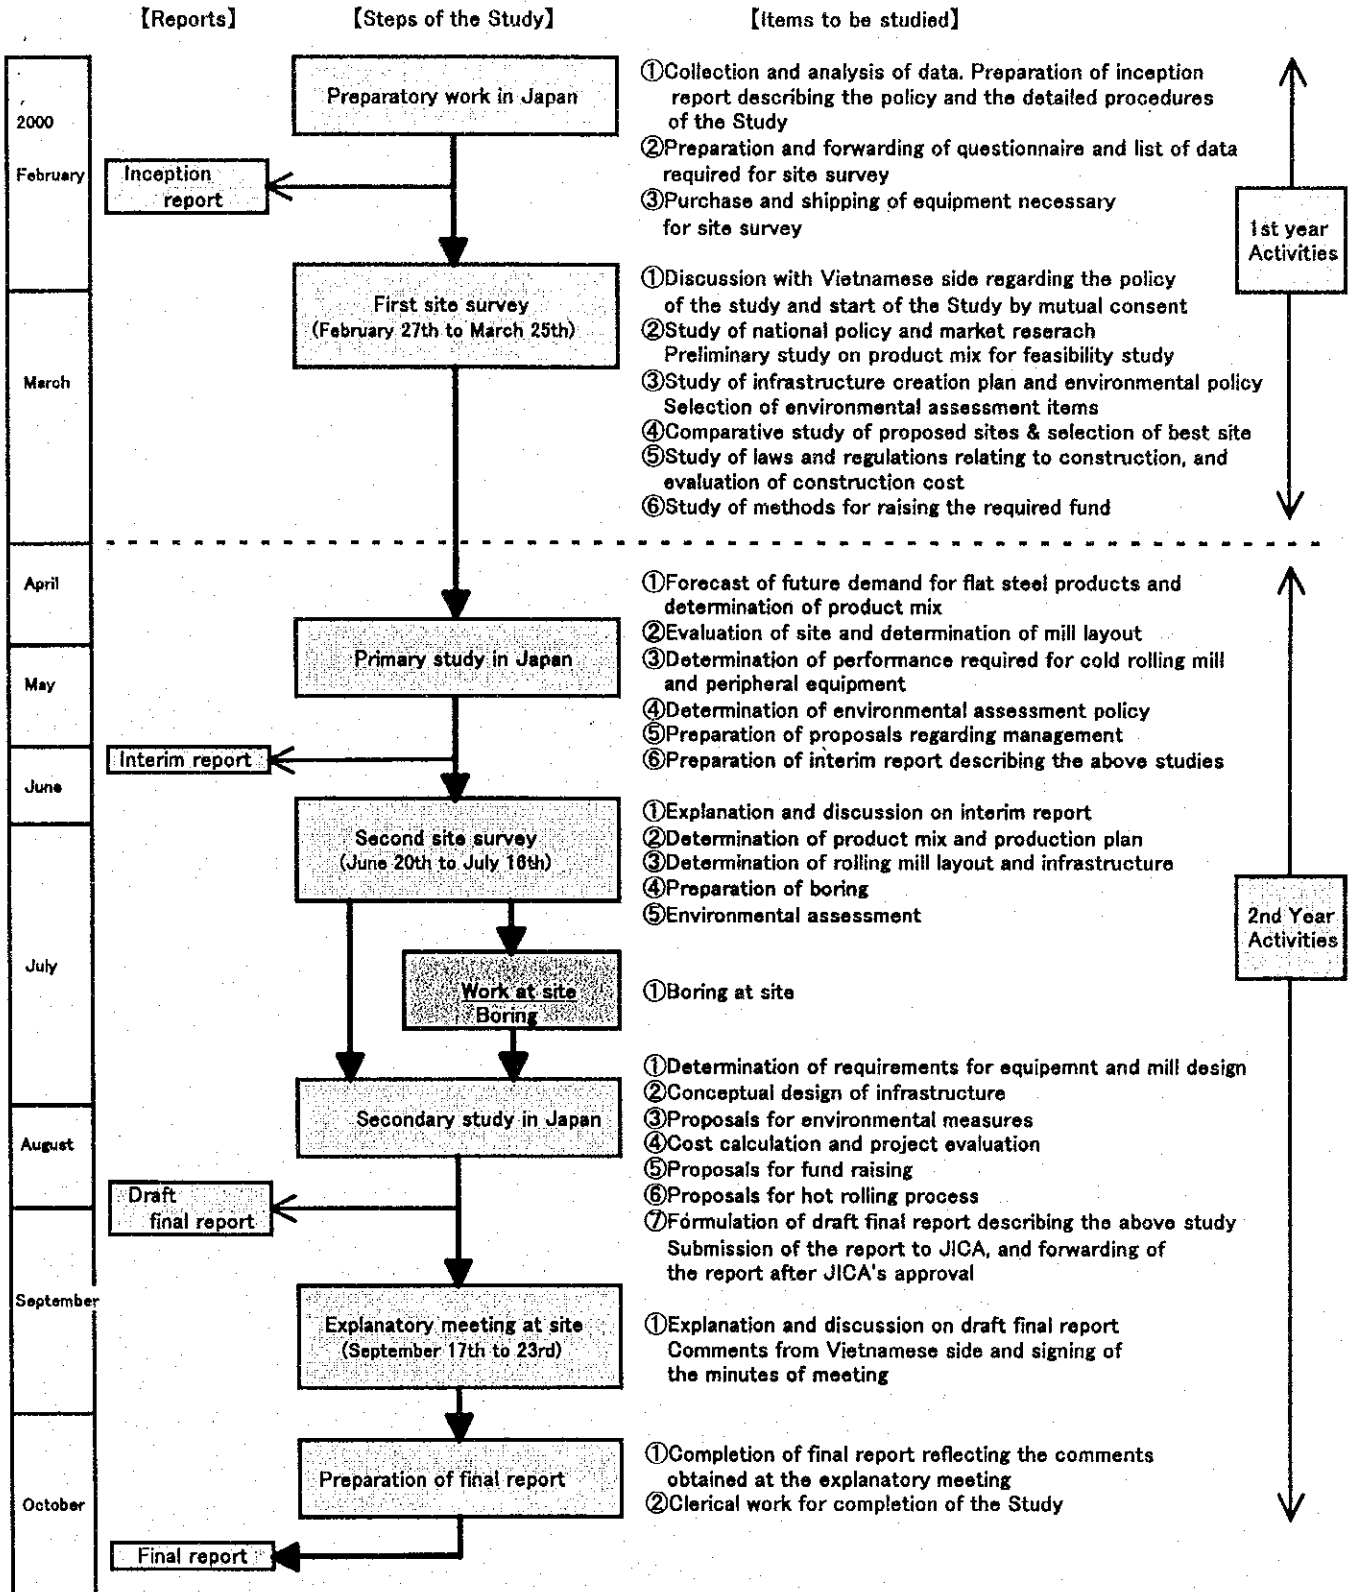 【Reports】 【Steps of the Study】 【Items to be studied】
2000
February
March
April
May
June
July
August
September
October
Preparatory work in Japan
Inception
report
①Collection and analysis of data. Preparation of inception
report describing the policy and the detailed procedures
of the Study
②Preparation and forwarding of questionnaire and list of data
required for site survey
③Purchase and shipping of equipment necessary
for site survey
1st year
Activities
First site survey
(February 27th to March 25th)
①Discussion with Vietnamese side regarding the policy
of the study and start of the Study by mutual consent
②Study of national policy and market reserach
Preliminary study on product mix for feasibility study
③Study of infrastructure creation plan and environmental policy
Selection of environmental assessment items
④Comparative study of proposed sites & selection of best site
⑤Study of laws and regulations relating to construction, and
evaluation of construction cost
⑥Study of methods for raising the required fund
Primary study in Japan
Interim report
①Forecast of future demand for flat steel products and
determination of product mix
②Evaluation of site and determination of mill layout
③Determination of performance required for cold rolling mill
and peripheral equipment
④Determination of environmental assessment policy
⑤Preparation of proposals regarding management
⑥Preparation of interim report describing the above studies
Second site survey
(June 20th to July 16th)
①Explanation and discussion on interim report
②Determination of product mix and production plan
③Determination of rolling mill layout and infrastructure
④Preparation of boring
⑤Environmental assessment
2nd Year
Activities
Work at site
Boring
①Boring at site
Secondary study in Japan
Draft
final report
①Determination of requirements for equipemnt and mill design
②Conceptual design of infrastructure
③Proposals for environmental measures
④Cost calculation and project evaluation
⑤Proposals for fund raising
⑥Proposals for hot rolling process
⑦Formulation of draft final report describing the above study
Submission of the report to JICA, and forwarding of
the report after JICA's approval
Explanatory meeting at site
(September 17th to 23rd)
①Explanation and discussion on draft final report
Comments from Vietnamese side and signing of
the minutes of meeting
Preparation of final report
①Completion of final report reflecting the comments
obtained at the explanatory meeting
②Clerical work for completion of the Study
Final report